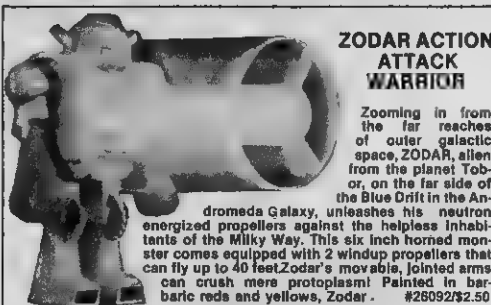 ZODAR ACTION
ATTACK
WARRIOR
Zooming in from
the far reaches
of outer galactic
space, ZODAR, alien
from the planet Tob-
or, on the far side of
the Blue Drift in the An-
dromeda Galaxy, unleashes his neutron
energized propellers against the helpless inhabi-
tants of the Milky Way. This six inch horned mon-
ster comes equipped with 2 windup propellers that
can fly up to 40 feet,Zodar's movable, jointed arms
can crush mere protoplasm! Painted in bar-
baric reds and yellows, Zodar. #26092/$2.50